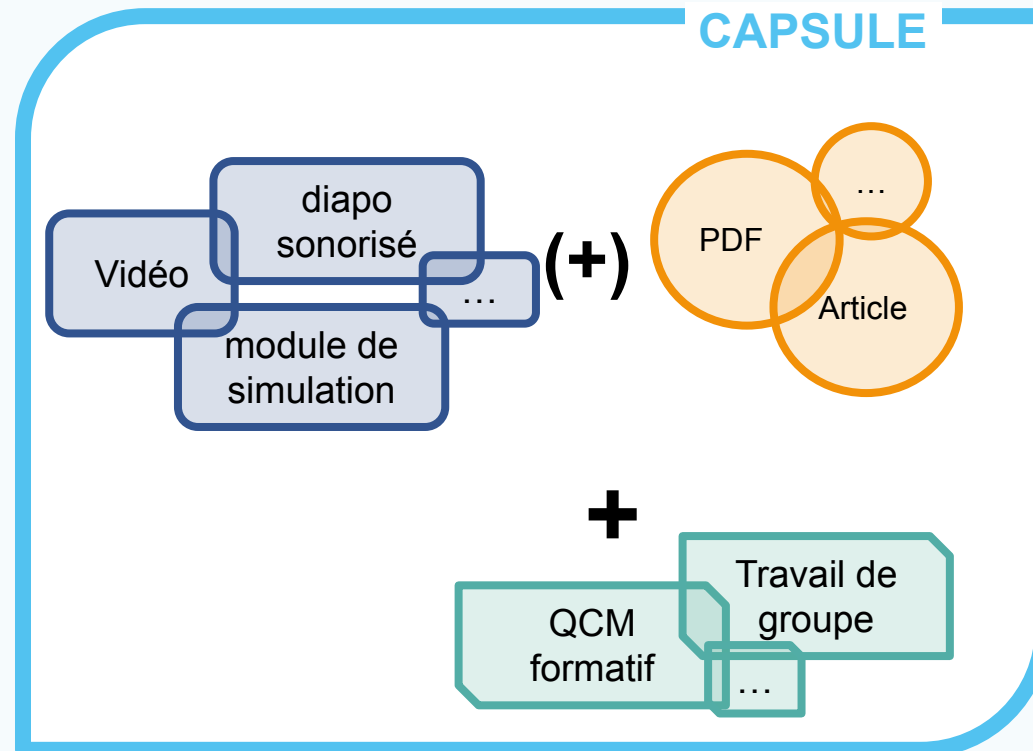 CAPSULE
diapo
sonorisé
Vidéo
...
module de
simulation
(+)
...
PDF
Article
+
Travail de
groupe
QCM
formatif
...